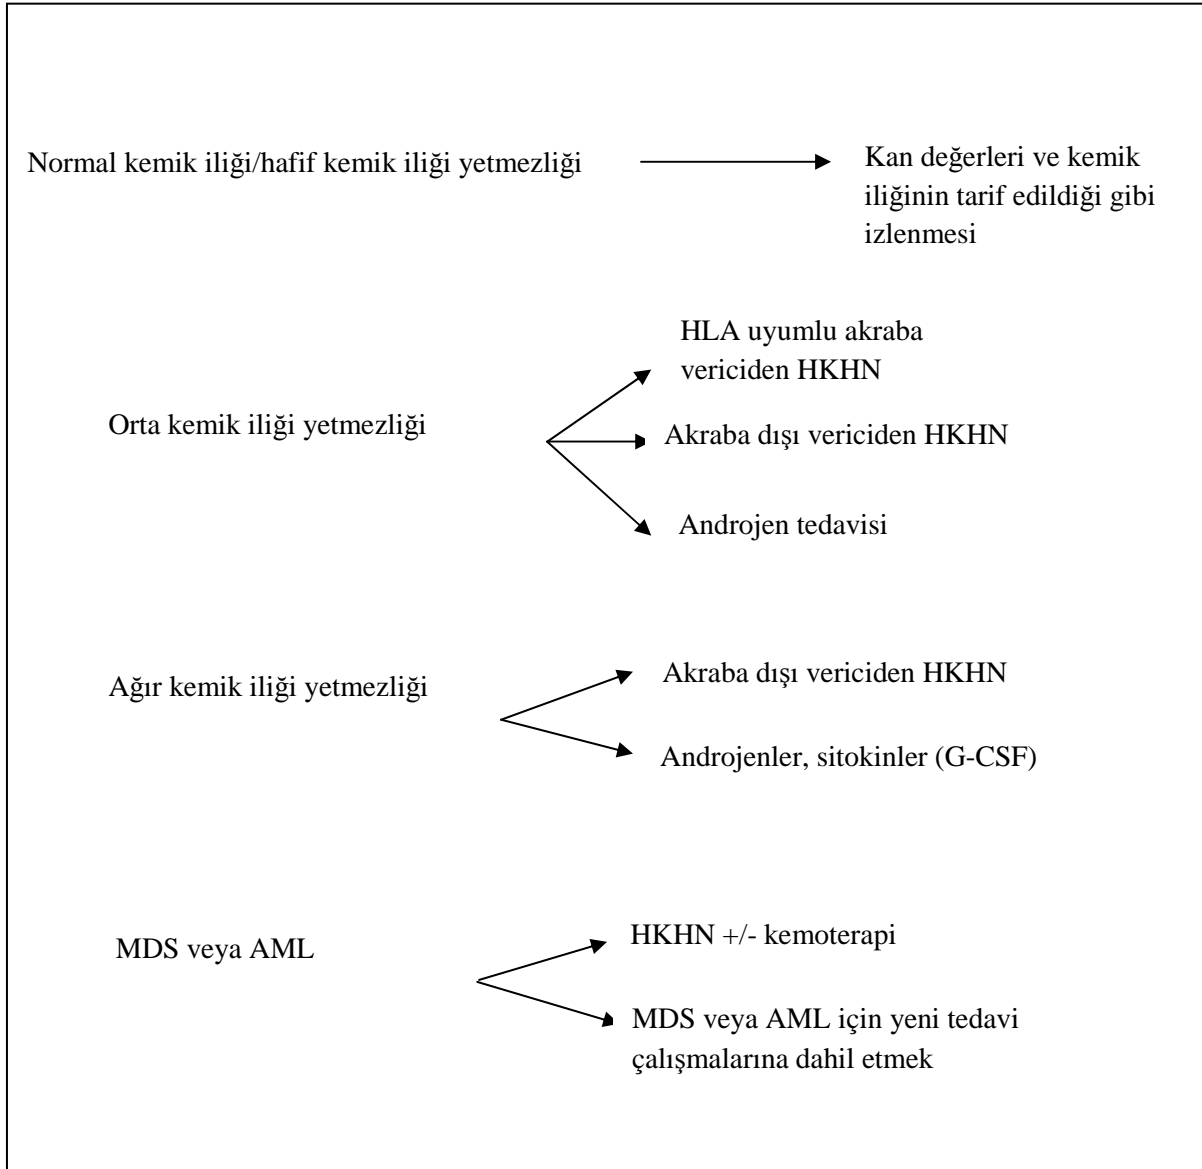 Normal kemik iliği/hafif kemik iliği yetmezliği
Kan değerleri ve kemik
iliğinin tarif edildiği gibi
izlenmesi
HLA uyumlu akraba
vericiden HKHN
Orta kemik iliği yetmezliği
Akraba dışı vericiden HKHN
Androjen tedavisi
Ağır kemik iliği yetmezliği
Akraba dışı vericiden HKHN
Androjenler, sitokinler (G-CSF)
MDS veya AML
HKHN +/- kemoterapi
MDS veya AML için yeni tedavi
çalışmalarına dahil etmek